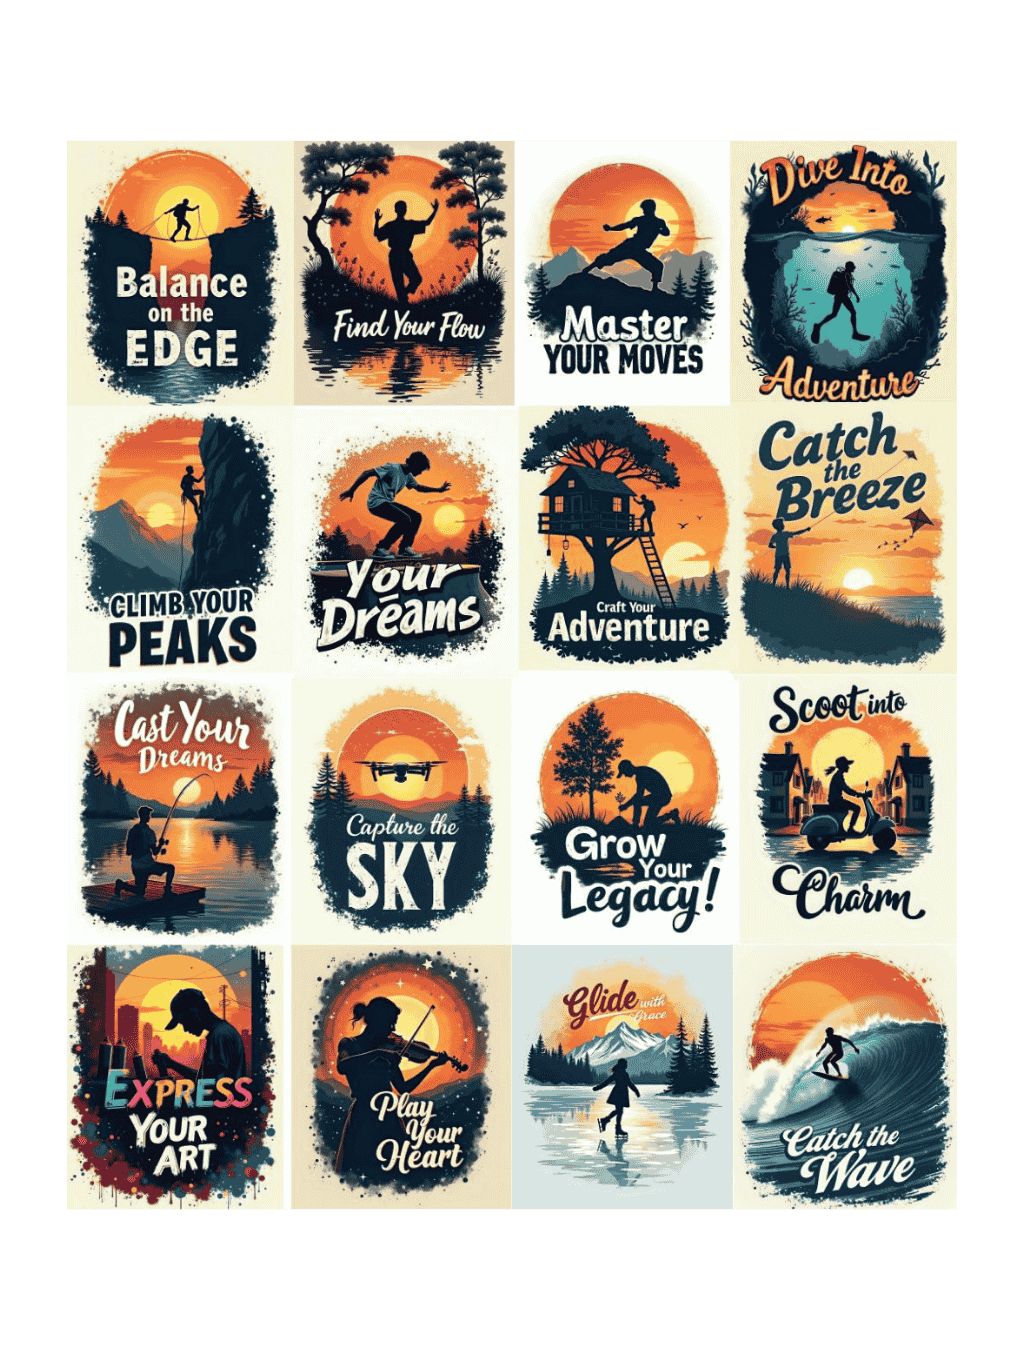 Balance
on the
EDGE
Find Your Flow
Master
YOUR MOVES
Dive Into
Adventure
CLIMB YOUR
PEAKS
Your
Dreams
Craft Your
Adventure
Catch
the
Breeze
Cast Your
Dreams
Capture the
SKY
Grow
Your
Legacy!
Scoot into
Charm
EXPRESS
YOUR
ART
Play
Your
Heart
Glide with
Grace
Catch the
Wave